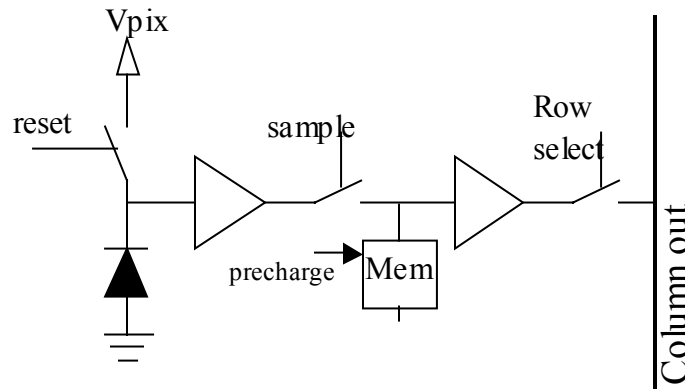 Vpix
reset
sample
Row
select
precharge
Mem
Column out